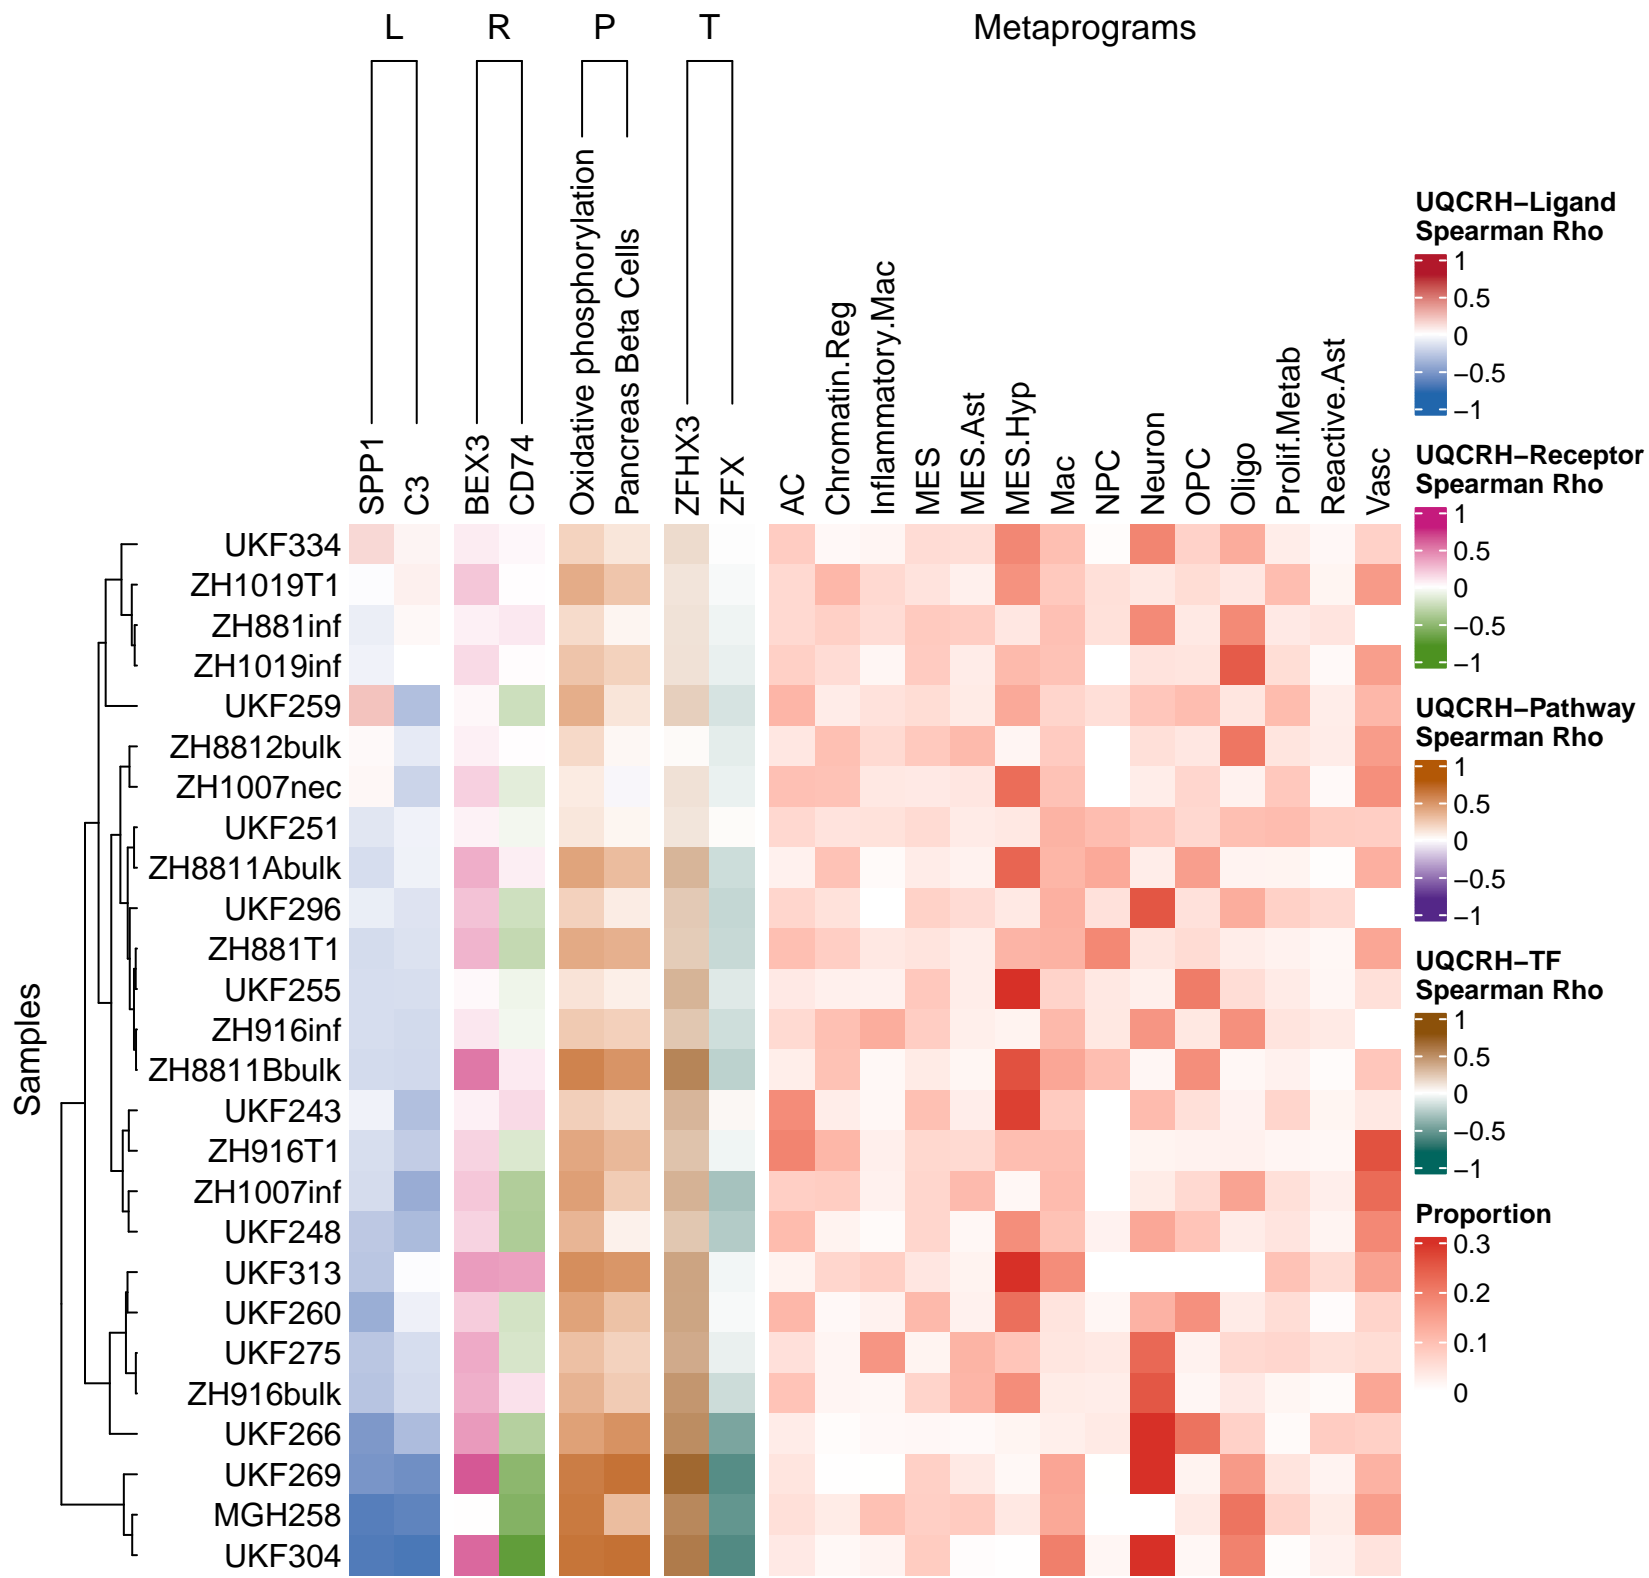 L R P T Metaprograms
SPP1
C3
BEX3
CD74
Oxidative phosphorylation
Pancreas Beta Cells
ZFHX3
ZFX
AC
Chromatin.Reg
Inflammatory.Mac
MES
MES.Ast
MES.Hyp
Mac
NPC
Neuron
OPC
Oligo
Prolif.Metab
Reactive.Ast
Vasc
Samples
UKF334
ZH1019T1
ZH881inf
ZH1019inf
UKF259
ZH8812bulk
ZH1007nec
UKF251
ZH8811Abulk
UKF296
ZH881T1
UKF255
ZH916inf
ZH8811Bbulk
UKF243
ZH916T1
ZH1007inf
UKF248
UKF313
UKF260
UKF275
ZH916bulk
UKF266
UKF269
MGH258
UKF304
UQCRH−Ligand
Spearman Rho
1
0.5
0
−0.5
−1
UQCRH−Receptor
Spearman Rho
1
0.5
0
−0.5
−1
UQCRH−Pathway
Spearman Rho
1
0.5
0
−0.5
−1
UQCRH−TF
Spearman Rho
1
0.5
0
−0.5
−1
Proportion
0.3
0.2
0.1
0